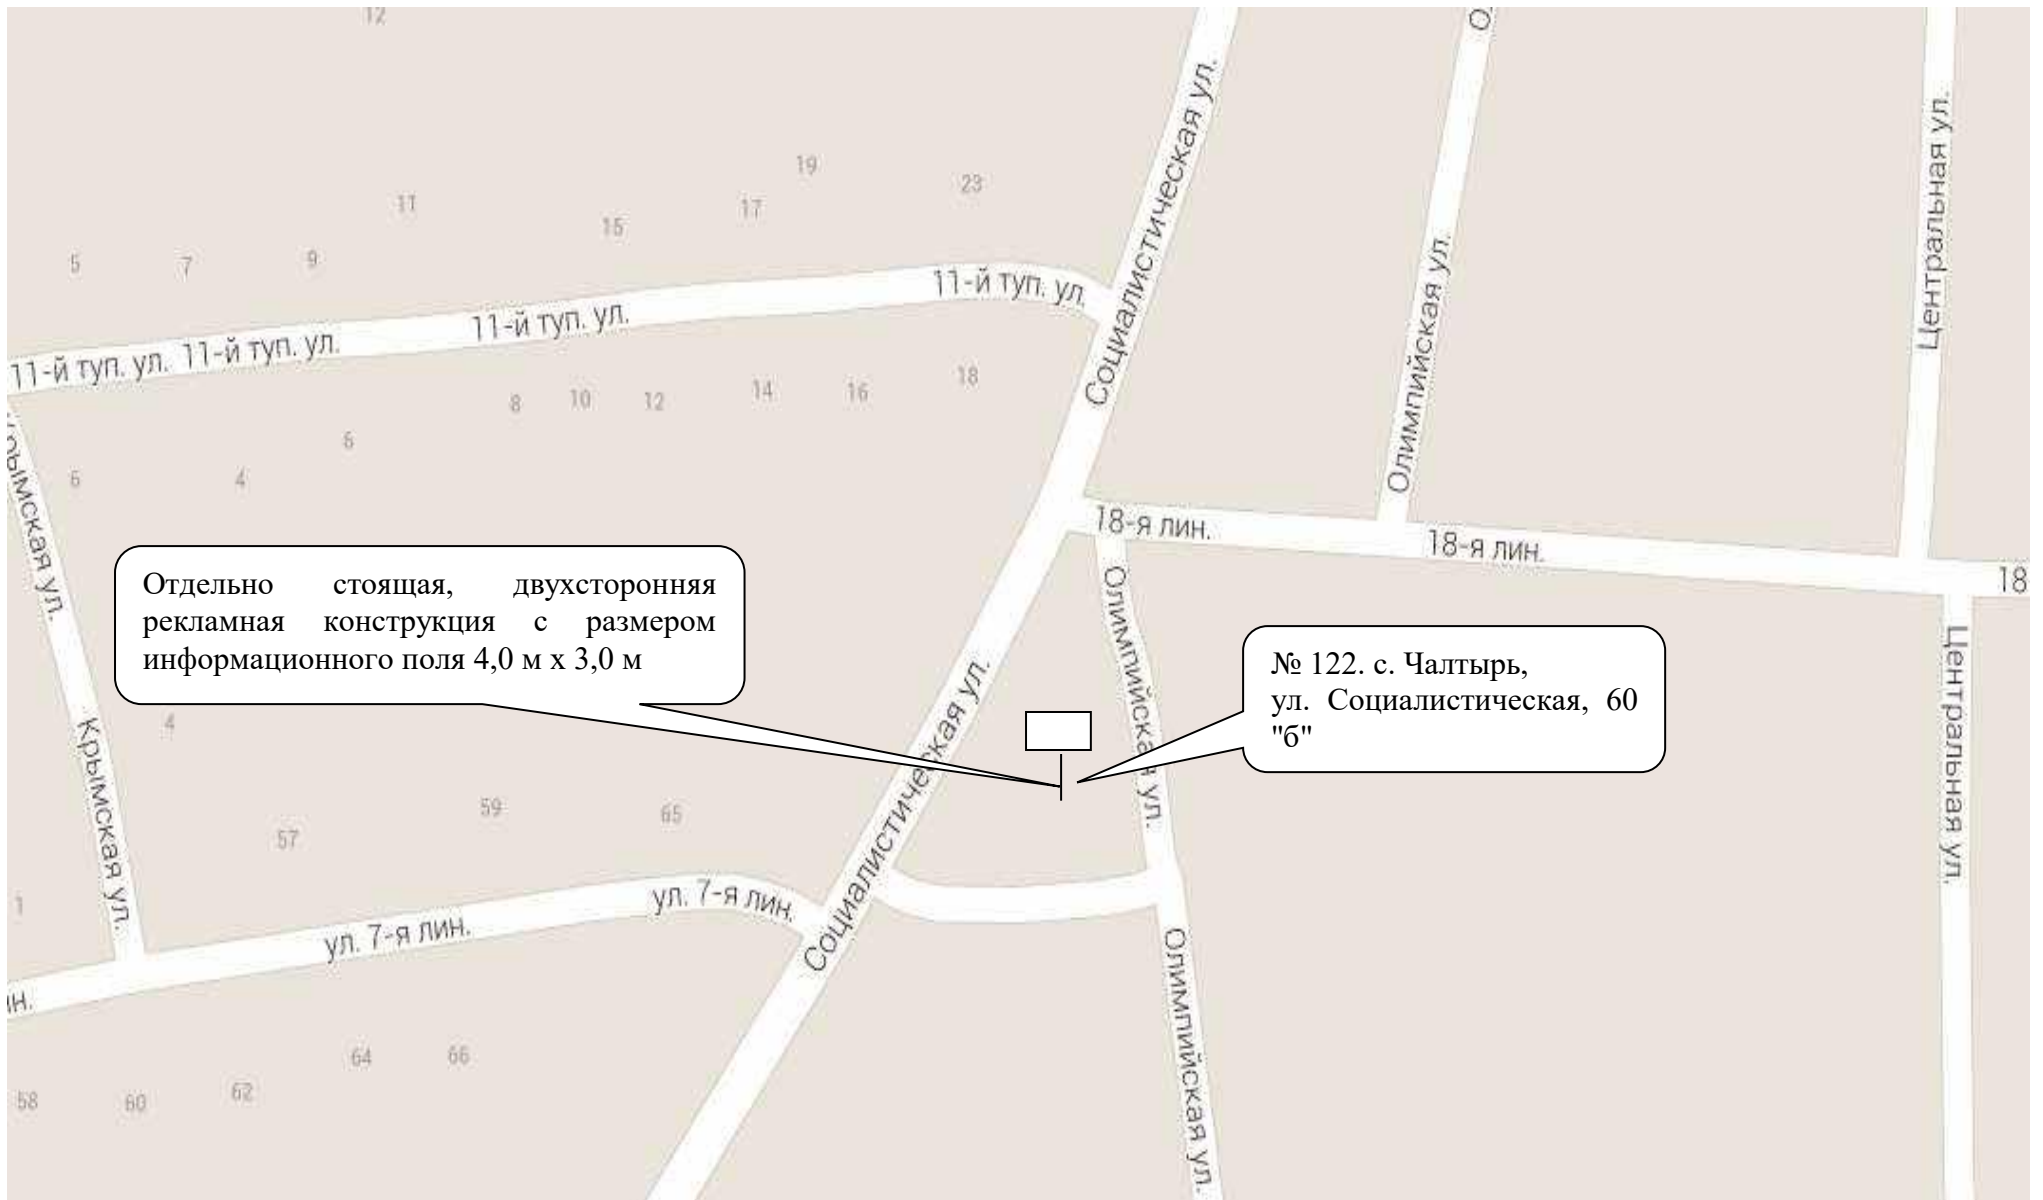 12
19
23
11
17
15
5
7
9
11-й туп. ул.
11-й туп. ул.
11-й туп. ул.
11-й туп. ул.
Социалистическая ул.
Олимпийская ул.
Центральная ул.
8
10
12
14
16
18
6
6
4
Крымская ул.
18-я лин.
18-я лин.
18
Отдельно стоящая, двухсторонняя
рекламная конструкция с размером
информационного поля 4,0 м х 3,0 м
Олимпийская ул.
№ 122. с. Чалтырь,
ул. Социалистическая, 60
"б"
Социалистическая ул.
Центральная ул.
4
Крымская ул.
57
59
65
1
ул. 7-я лин.
ул. 7-я лин.
Социалистическая ул.
Олимпийская ул.
58
60
62
64
66